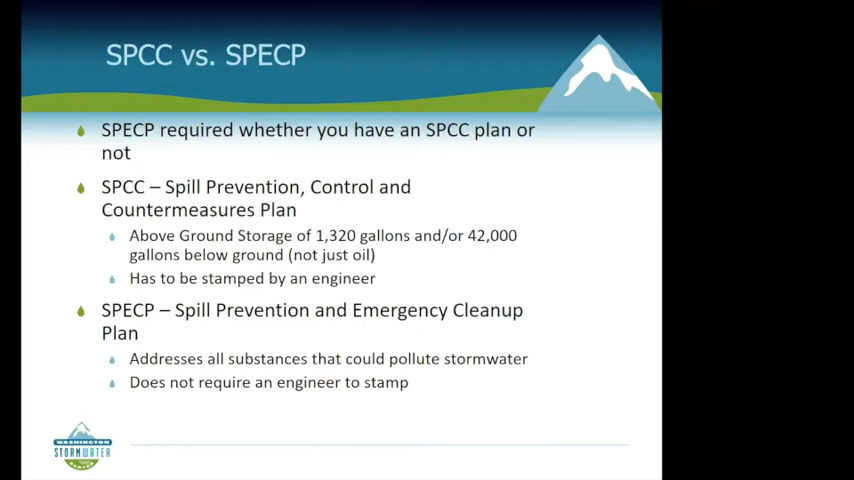 SPCC vs. SPECP
SPECP required whether you have an SPCC plan or
not
SPCC – Spill Prevention, Control and
Countermeasures Plan
Above Ground Storage of 1,320 gallons and/or 42,000
gallons below ground (not just oil)
Has to be stamped by an engineer
SPECP – Spill Prevention and Emergency Cleanup
Plan
Addresses all substances that could pollute stormwater
Does not require an engineer to stamp
WASHINGTON
STORMWATER